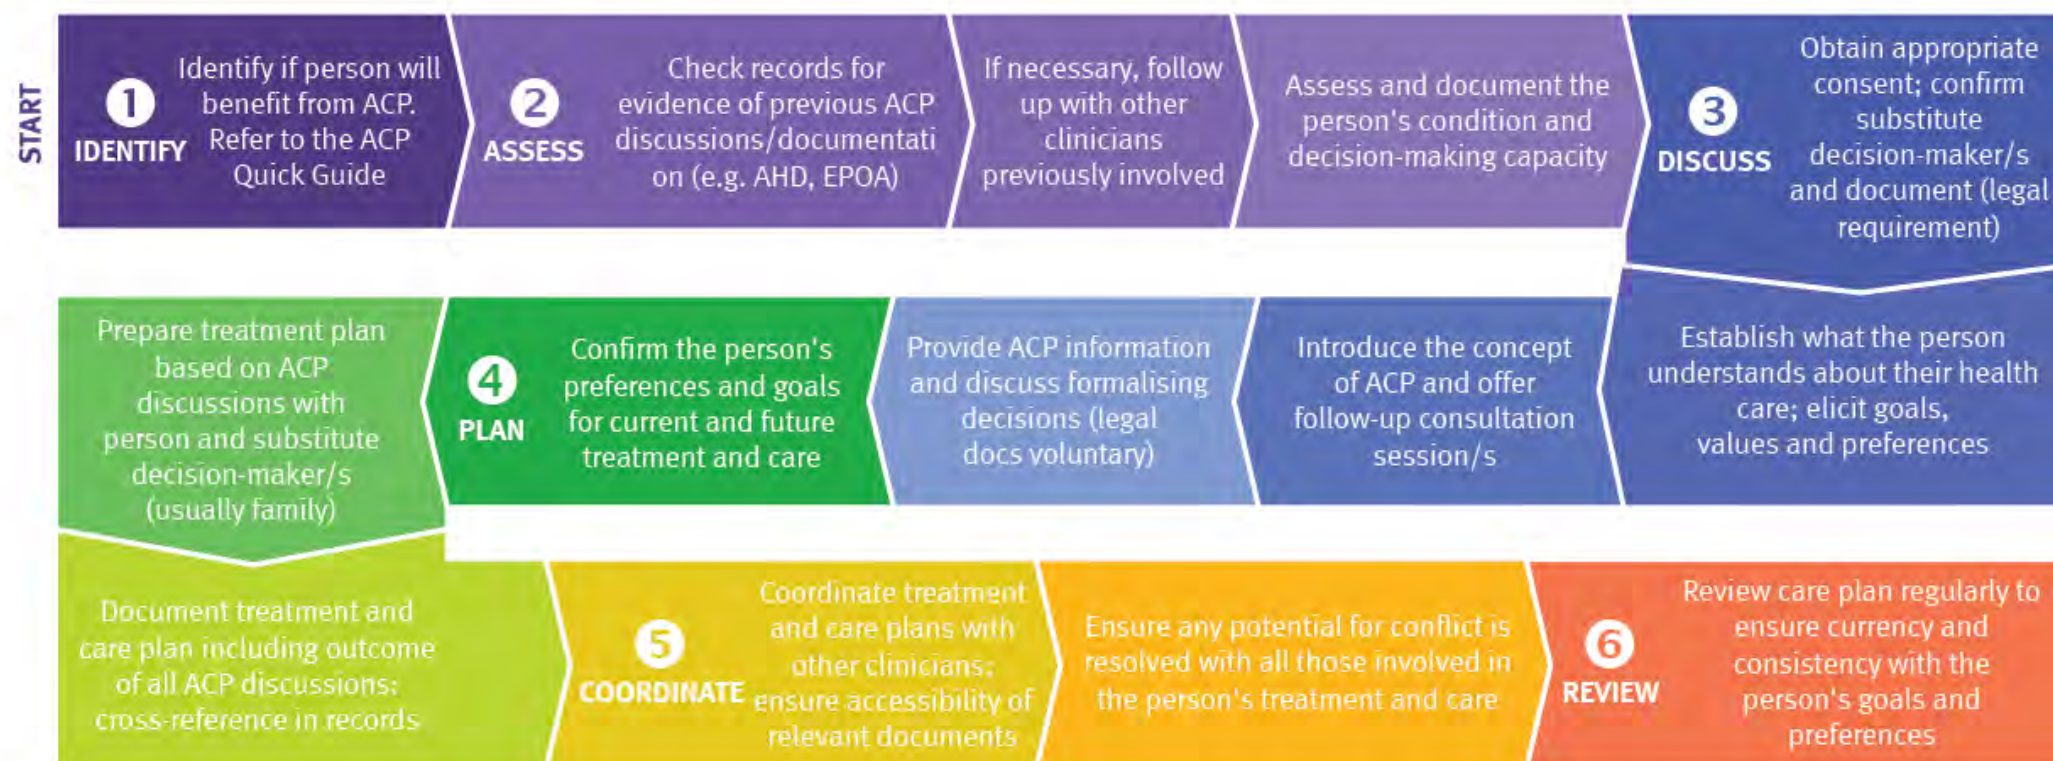 START
1
IDENTIFY
Identify if person will
benefit from ACP.
Refer to the ACP
Quick Guide
2
ASSESS
Check records for
evidence of previous ACP
discussions/documentati
on (e.g. AHD, EPOA)
If necessary, follow
up with other
clinicians
previously involved
Assess and document the
person's condition and
decision-making capacity
3
DISCUSS
Obtain appropriate
consent; confirm
substitute
decision-maker/s
and document (legal
requirement)
Establish what the person
understands about their health
care; elicit goals,
values and preferences
Introduce the concept
of ACP and offer
follow-up consultation
session/s
Provide ACP information
and discuss formalising
decisions (legal
docs voluntary)
4
PLAN
Confirm the person's
preferences and goals
for current and future
treatment and care
Prepare treatment plan
based on ACP
discussions with
person and substitute
decision-maker/s
(usually family)
Document treatment and
care plan including outcome
of all ACP discussions;
cross-reference in records
5
COORDINATE
Coordinate treatment
and care plans with
other clinicians;
ensure accessibility of
relevant documents
Ensure any potential for conflict is
resolved with all those involved in
the person's treatment and care
6
REVIEW
Review care plan regularly to
ensure currency and
consistency with the
person's goals and
preferences